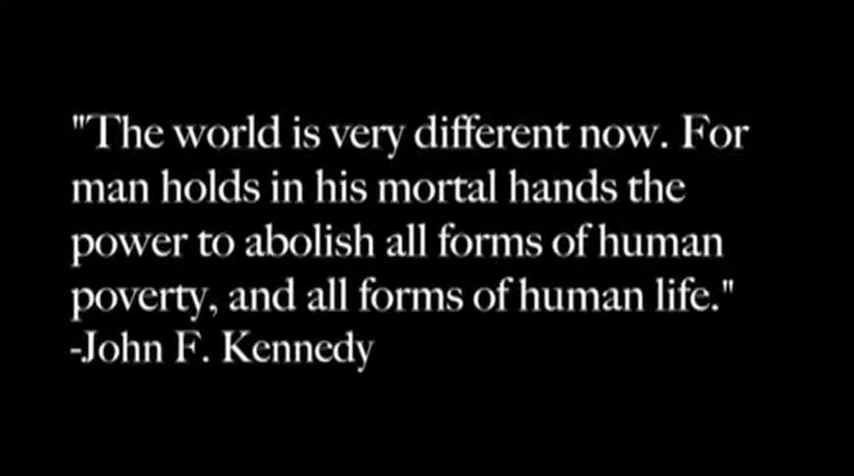 "The world is very different now. For
man holds in his mortal hands the
power to abolish all forms of human
poverty, and all forms of human life."
-John F. Kennedy